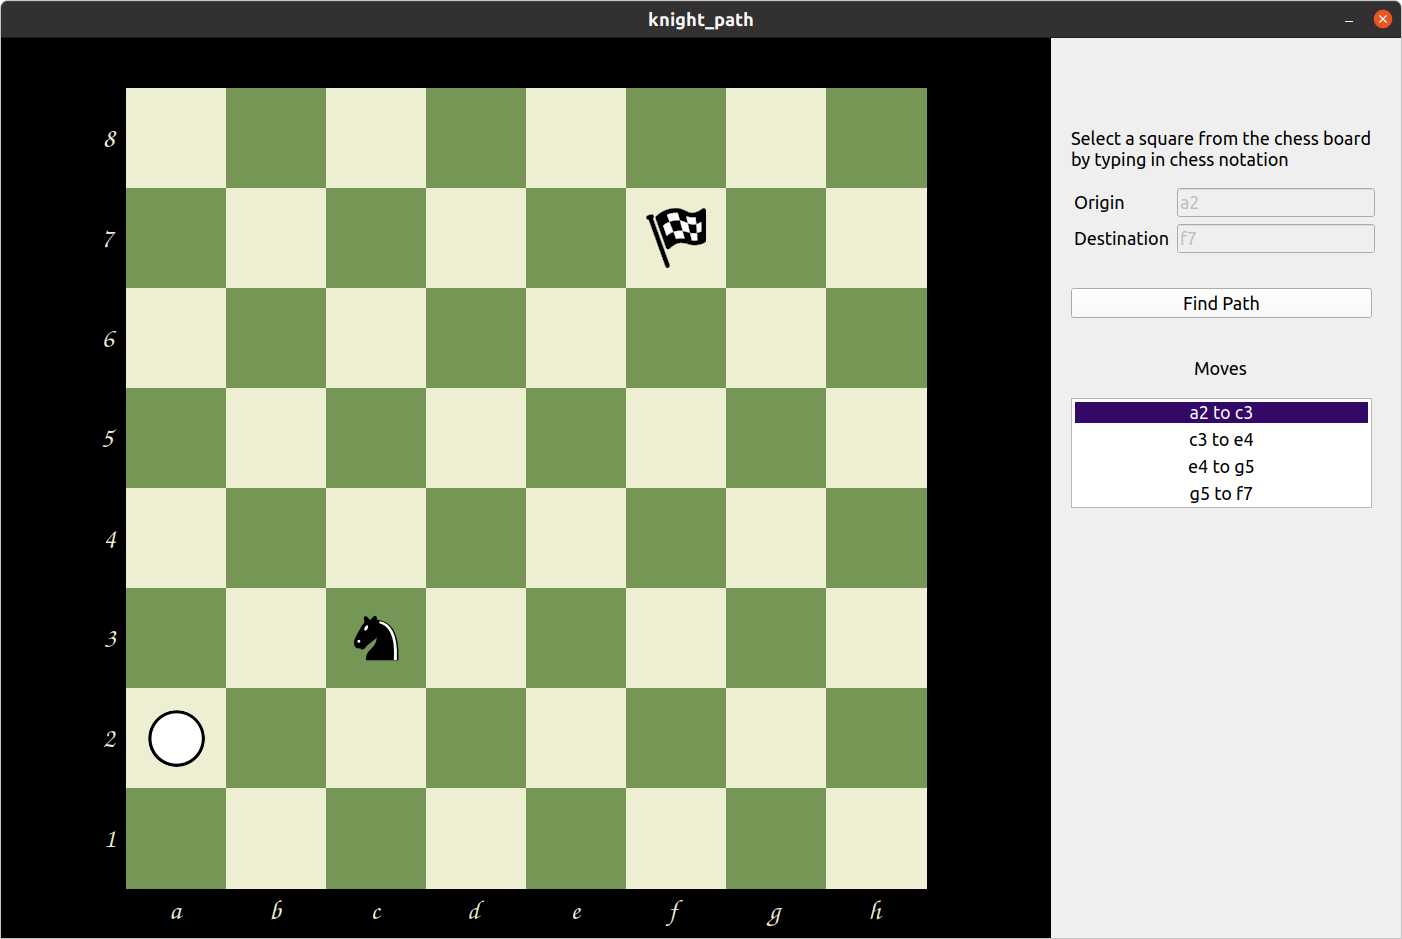 knight_path
8
7
6
5
4
3
2
1
a b c d e f g h
Select a square from the chess board
by typing in chess notation
Origin a2
Destination f7
Find Path
Moves
a2 to c3
c3 to e4
e4 to g5
g5 to f7